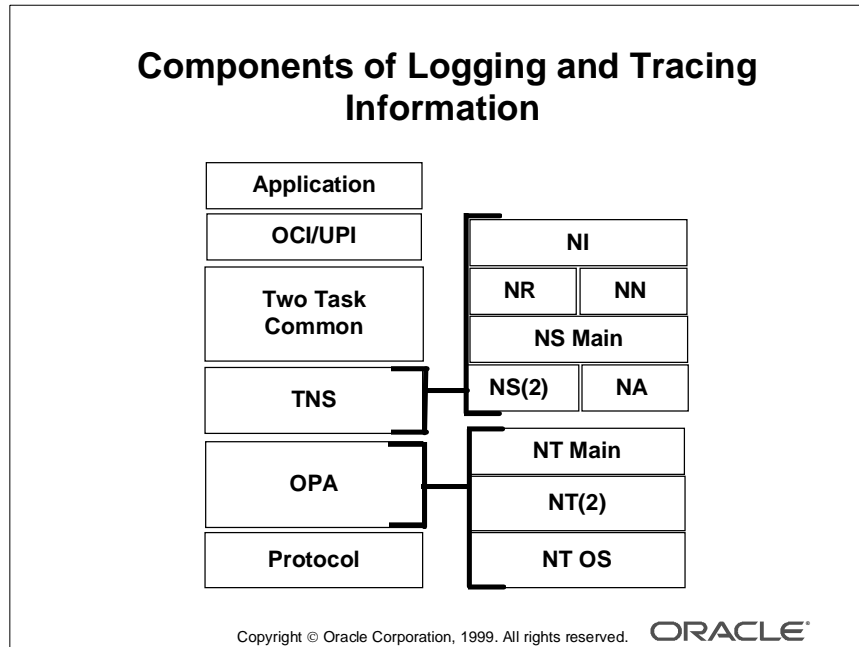 Components of Logging and Tracing
Information
Application
OCI/UPI
Two Task
Common
TNS
OPA
Protocol
NI
NR
NN
NS Main
NS(2)
NA
NT Main
NT(2)
NT OS
Copyright © Oracle Corporation, 1999. All rights reserved.
ORACLE®